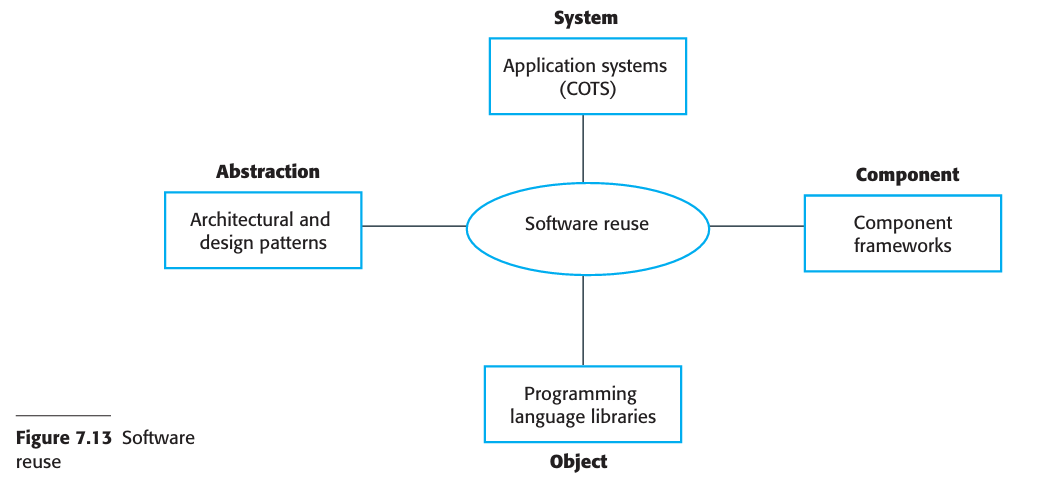 System
Application systems
(COTS)
Abstraction
Architectural and
design patterns
Software reuse
Component
Component
frameworks
Programming
language libraries
Object
Figure 7.13 Software
reuse